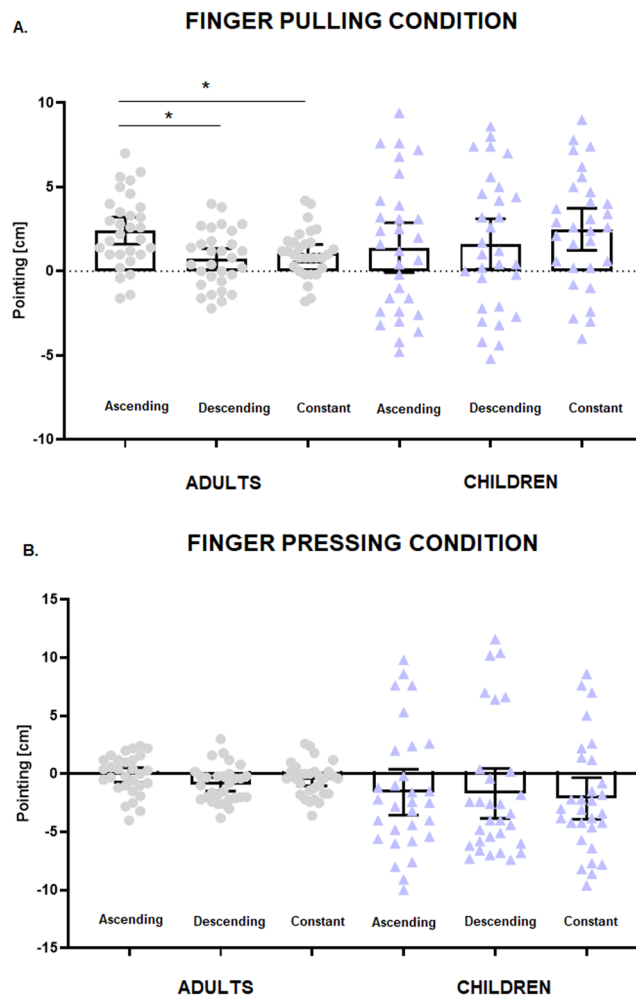 A.
FINGER PULLING CONDITION
*
*
10
5
0
-5
-10
Pointing [cm]
Ascending Descending Constant Ascending Descending Constant
ADULTS CHILDREN
B.
FINGER PRESSING CONDITION
15
10
5
0
-5
-10
-15
Pointing [cm]
Ascending Descending Constant Ascending Descending Constant
ADULTS CHILDREN